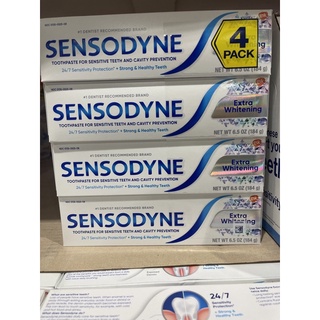 SENSODYNE
4
PACK
TOOTHPASTE FOR SENSITIVE TEETH AND CAVITY PREVENTION
24/7 Sensitivity Protection* + Strong & Healthy Teeth
NET WT 6.5 OZ (184 g)
#1 DENTIST RECOMMENDED BRAND
SENSODYNE
Extra
Whitening
TOOTHPASTE FOR SENSITIVE TEETH AND CAVITY PREVENTION
24/7 Sensitivity Protection* + Strong & Healthy Teeth
NET WT 6.5 OZ (184 g)
#1 DENTIST RECOMMENDED BRAND
SENSODYNE
Extra
Whitening
TOOTHPASTE FOR SENSITIVE TEETH AND CAVITY PREVENTION
24/7 Sensitivity Protection* + Strong & Healthy Teeth
NET WT 6.5 OZ (184 g)
#1 DENTIST RECOMMENDED BRAND
SENSODYNE
Extra
Whitening
TOOTHPASTE FOR SENSITIVE TEETH AND CAVITY PREVENTION
24/7 Sensitivity Protection* + Strong & Healthy Teeth
NET WT 6.5 OZ (184 g)
24/7